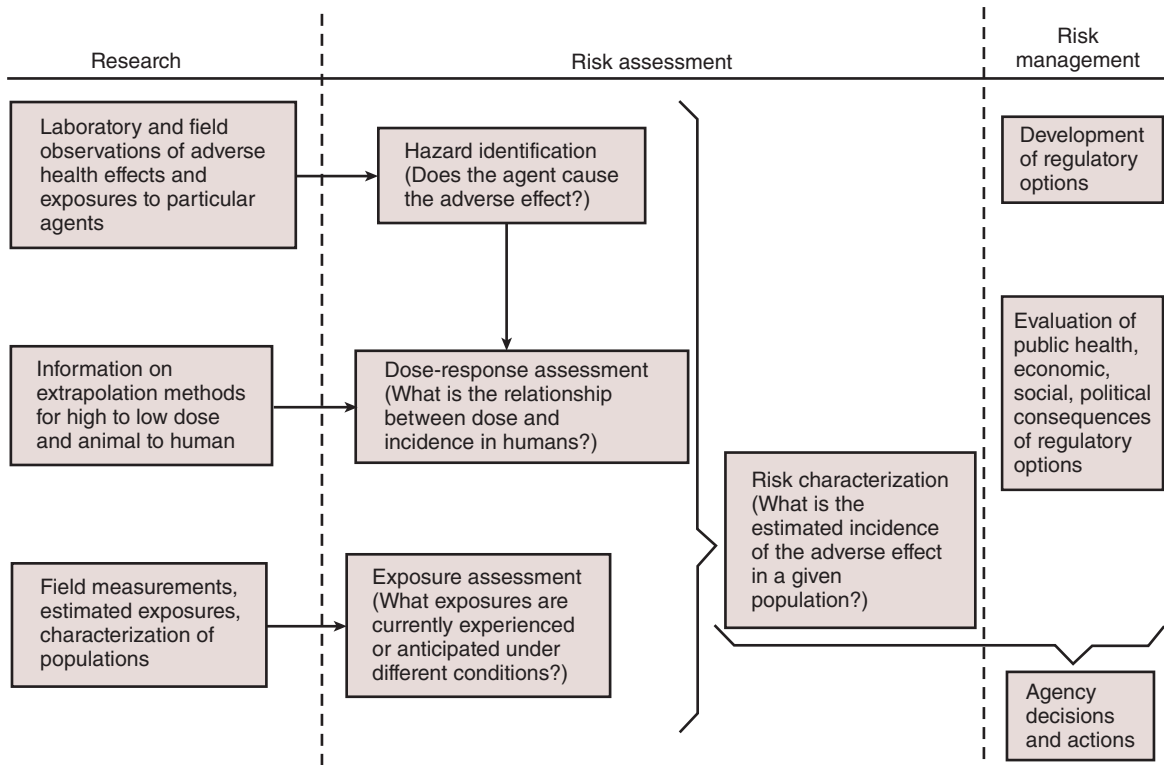 Research
Risk assessment
Risk
management
Laboratory and field
observations of adverse
health effects and
exposures to particular
agents
Hazard identification
(Does the agent cause
the adverse effect?)
Development
of regulatory
options
Information on
extrapolation methods
for high to low dose
and animal to human
Dose-response assessment
(What is the relationship
between dose and
incidence in humans?)
Evaluation of
public health,
economic,
social, political
consequences
of regulatory
options
Field measurements,
estimated exposures,
characterization of
populations
Exposure assessment
(What exposures are
currently experienced
or anticipated under
different conditions?)
Risk characterization
(What is the
estimated incidence
of the adverse effect
in a given
population?)
Agency
decisions
and actions